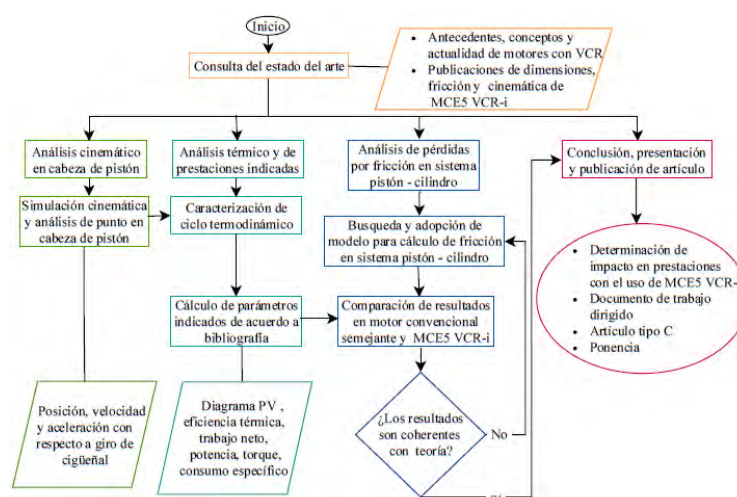 Inicio
Consulta del estado del arte
• Antecedentes, conceptos y
actualidad de motores con VCR
• Publicaciones de dimensiones,
fricción y cinemática de
MCE5 VCR-i
Análisis cinemático
en cabeza de pistón
Análisis térmico y de
prestaciones indicadas
Análisis de pérdidas
por fricción en sistema
pistón - cilindro
Conclusión, presentación
y publicación de artículo
Simulación cinemática
y análisis de punto en
cabeza de pistón
Caracterización de
ciclo termodinámico
Busqueda y adopción de
modelo para cálculo de fricción
en sistema pistón - cilindro
• Determinación de
impacto en prestaciones
con el uso de MCE5 VCR-i
• Documento de trabajo
dirigido
• Artículo tipo C
• Ponencia
Cálculo de parámetros
indicados de acuerdo a
bibliografía
Comparación de resultados
en motor convencional
semejante y MCE5 VCR-i
Posición, velocidad
y aceleración con
respecto a giro de
cigüeñal
Diagrama PV ,
eficiencia térmica,
trabajo neto,
potencia, torque,
consumo específico
¿Los resultados
son coherentes
con teoría?
No